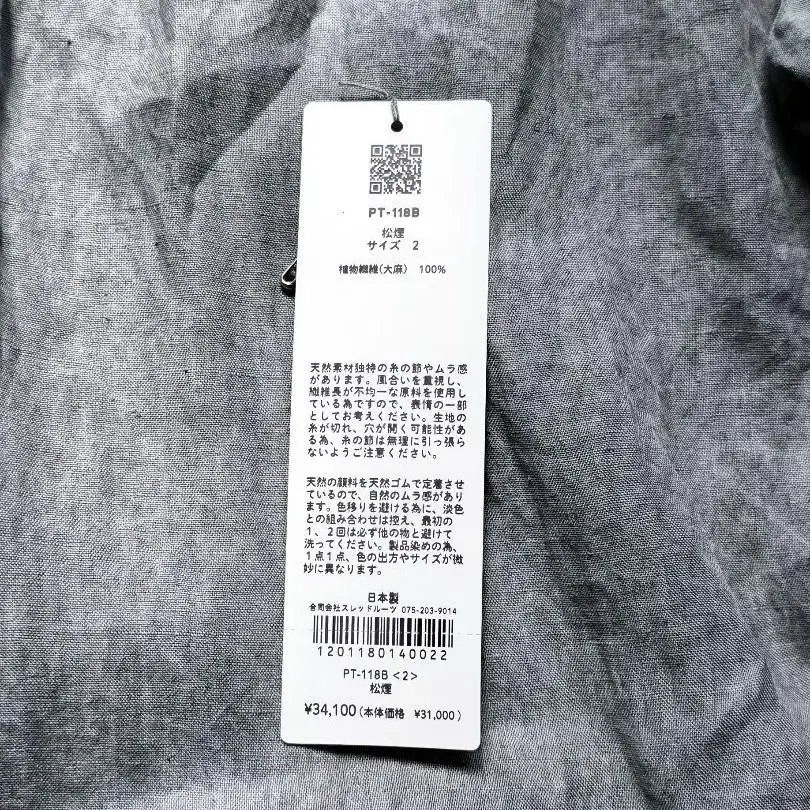 PT-118B
松煙
サイズ 2
植物繊維(大麻) 100%
天然素材独特の糸の節やムラ感
があります。風合いを重視し、
繊維長が不均一な原料を使用し
ている為ですので、表情の一部
としてお考えください。生地の
糸が切れ、穴が開く可能性があ
る為、糸の節は無理に引っ張ら
ないようご注意ください。
天然の顔料を天然ゴムで定着させ
ているので、自然のムラ感があり
ます。色移りを避ける為に、淡色
との組み合わせは控え、最初の
1、2回は必ず他の物と避けて
洗ってください。製品染めの為、
1点1点、色の出方やサイズが微
妙に異なります。
日本製
合同会社スレッドルーツ 075-203-9014
1201180140022
PT-118B <2>
松煙
¥34,100(本体価格 ¥31,000)